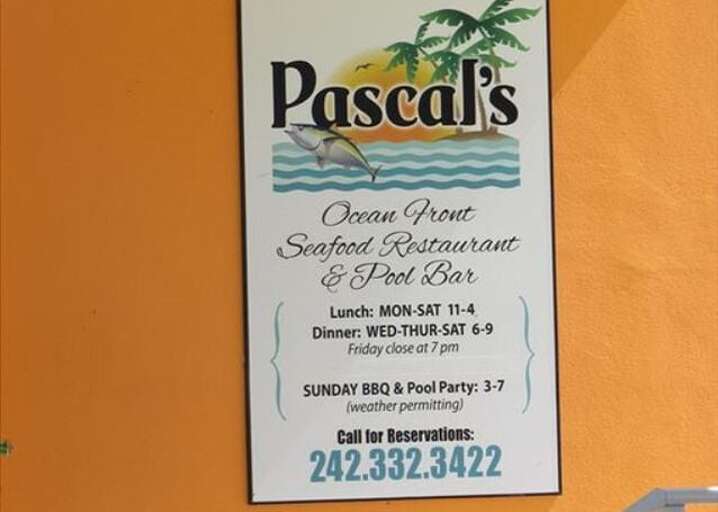 Pascal's
Ocean Front
Seafood Restaurant
& Pool Bar
Lunch: MON-SAT 11-4
Dinner: WED-THUR-SAT 6-9
Friday close at 7 pm
SUNDAY BBQ & Pool Party: 3-7
(weather permitting)
Call for Reservations:
242.332.3422